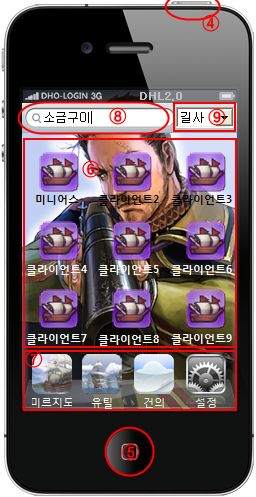 ④
DHO-LOGIN 3G DHL2,0
소금구이 ⑧ 길사 ⑨
⑥
미니어스 클라이언트2 클라이언트3
클라이언트4 클라이언트5 클라이언트6
클라이언트7 클라이언트8 클라이언트9
⑦
미르지도 유틸 건의 설정
⑤